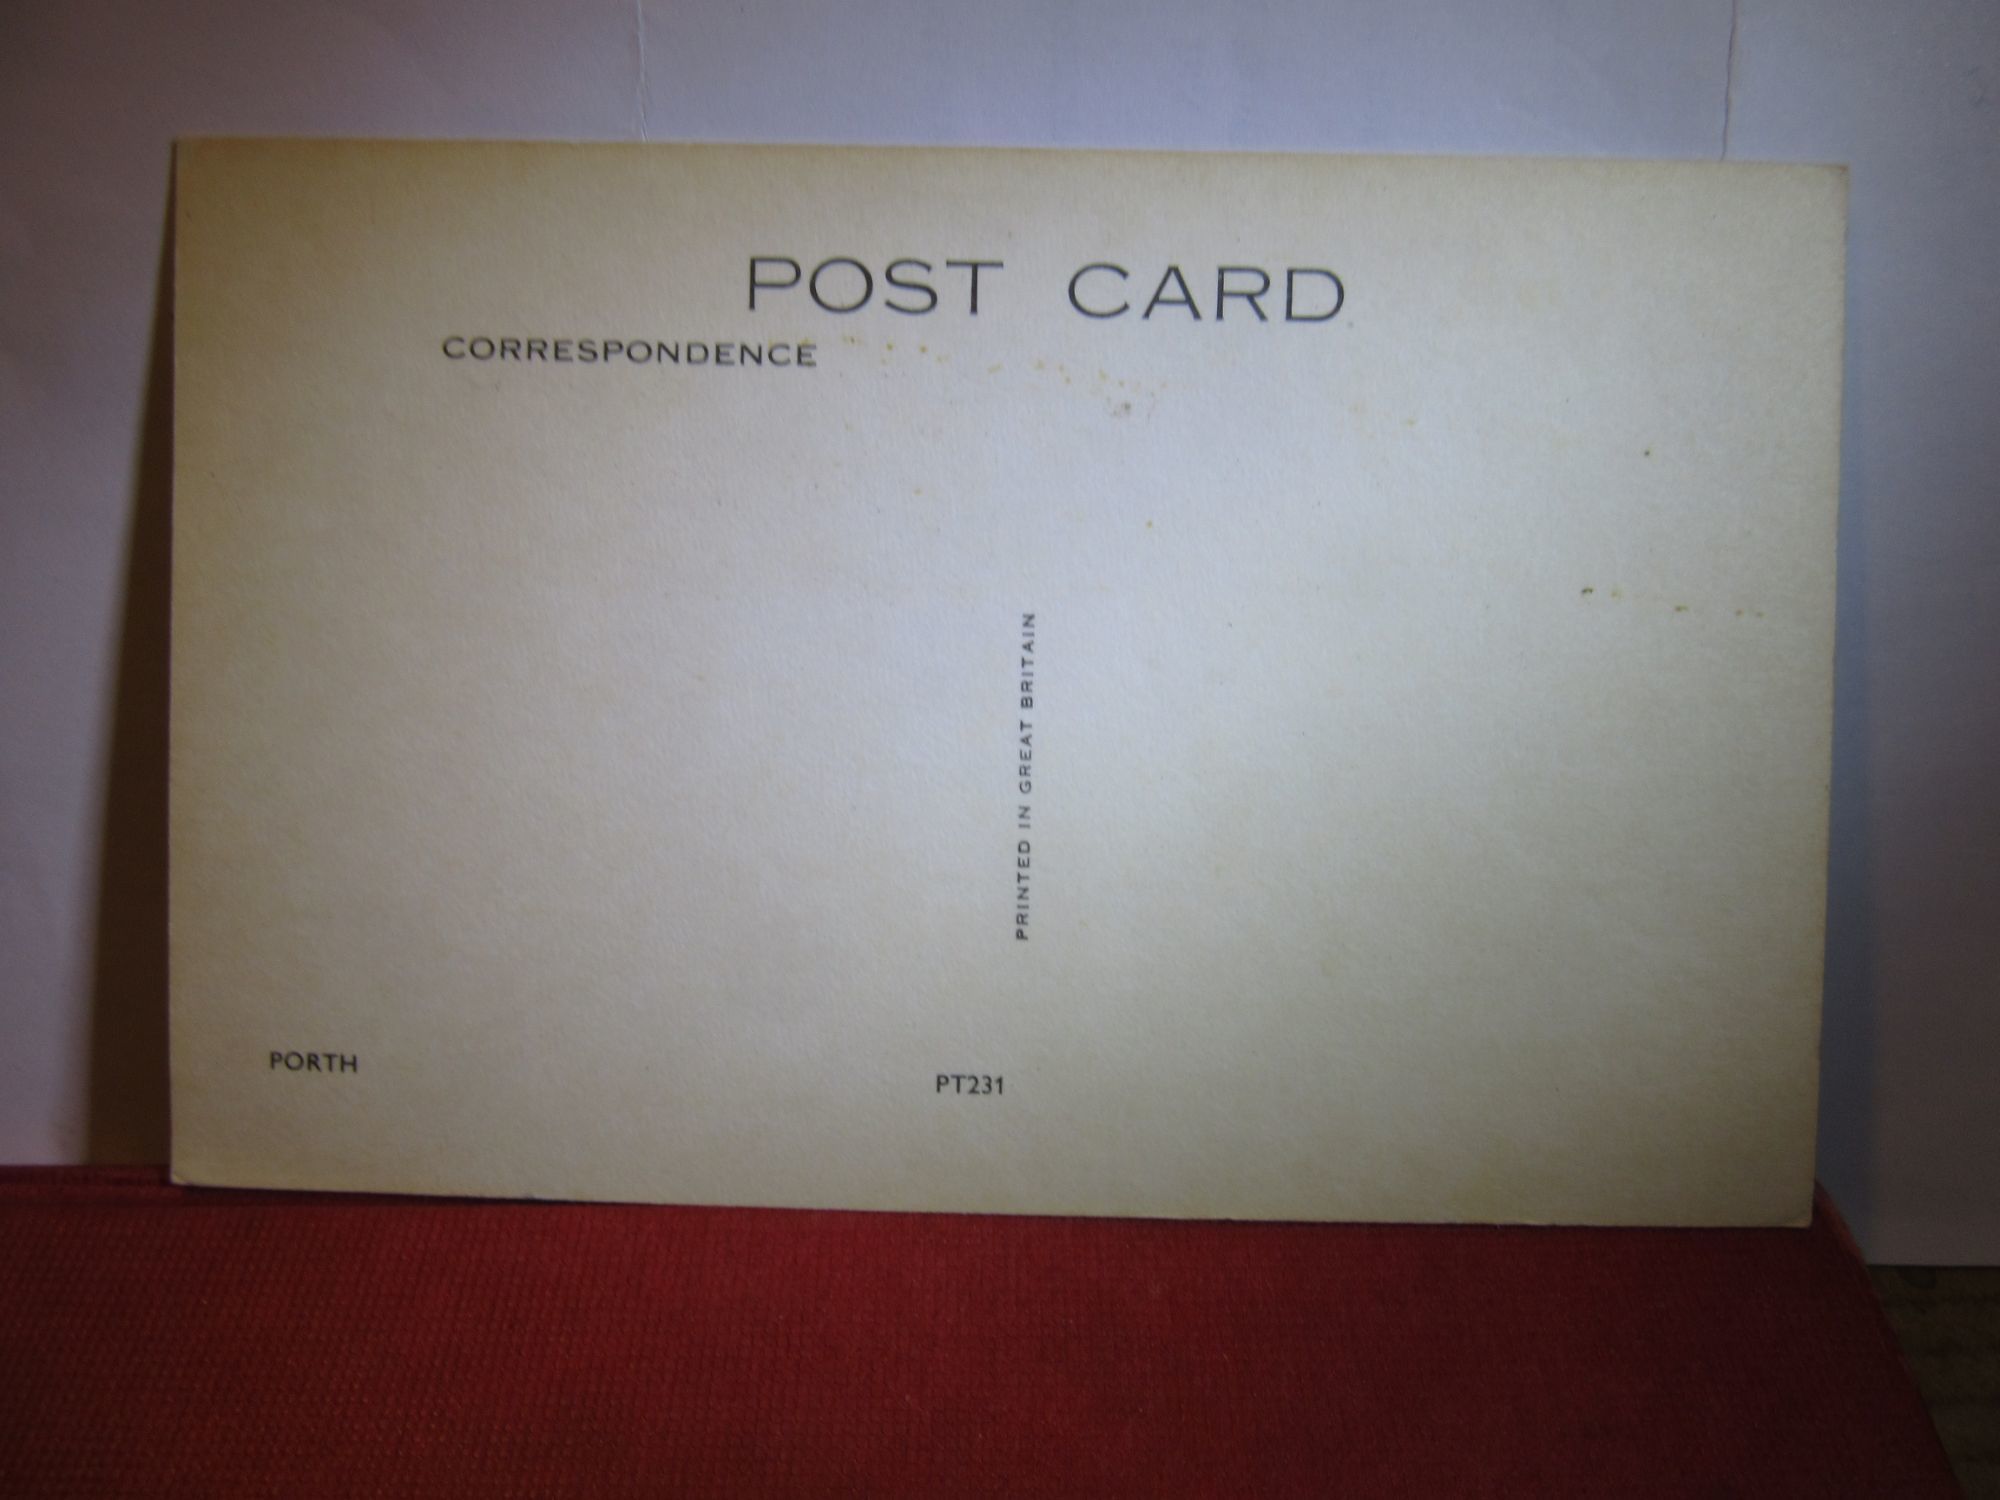 POST CARD
CORRESPONDENCE
PRINTED IN GREAT BRITAIN
PORTH
PT231